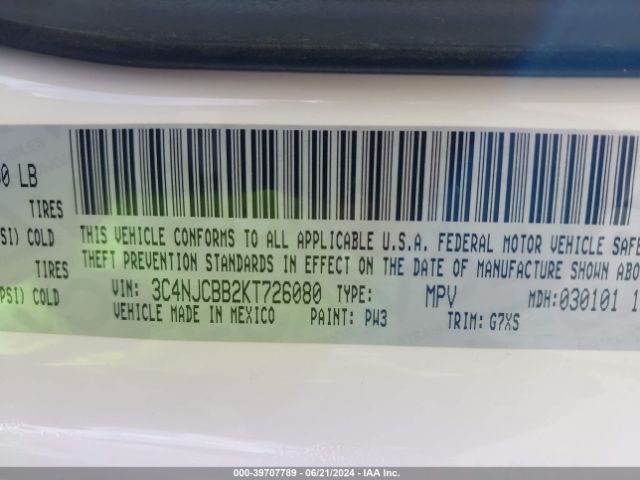 0 LB
TIRES
SI) COLD
TIRES
PSI) COLD
THIS VEHICLE CONFORMS TO ALL APPLICABLE U.S.A. FEDERAL MOTOR VEHICLE SAFE
THEFT PREVENTION STANDARDS IN EFFECT ON THE DATE OF MANUFACTURE SHOWN ABO
VIN: 3C4NJCBB2KT726080 TYPE: MPV MDH:030101 1
VEHICLE MADE IN MEXICO PAINT: PW3 TRIM: G7XS
000-39707789 - 06/21/2024 - IAA Inc.